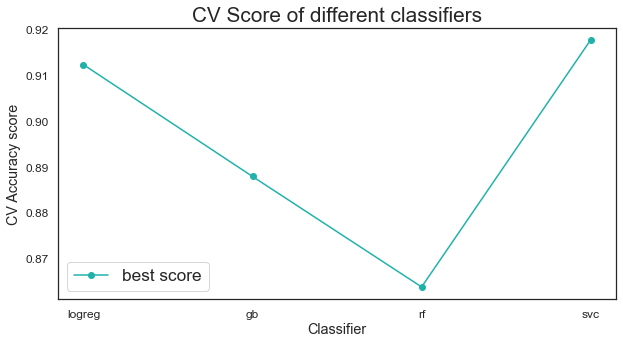 CV Score of different classifiers
CV Accuracy score
0.92
0.91
0.90
0.89
0.88
0.87
best score
logreg gb rf svc
Classifier